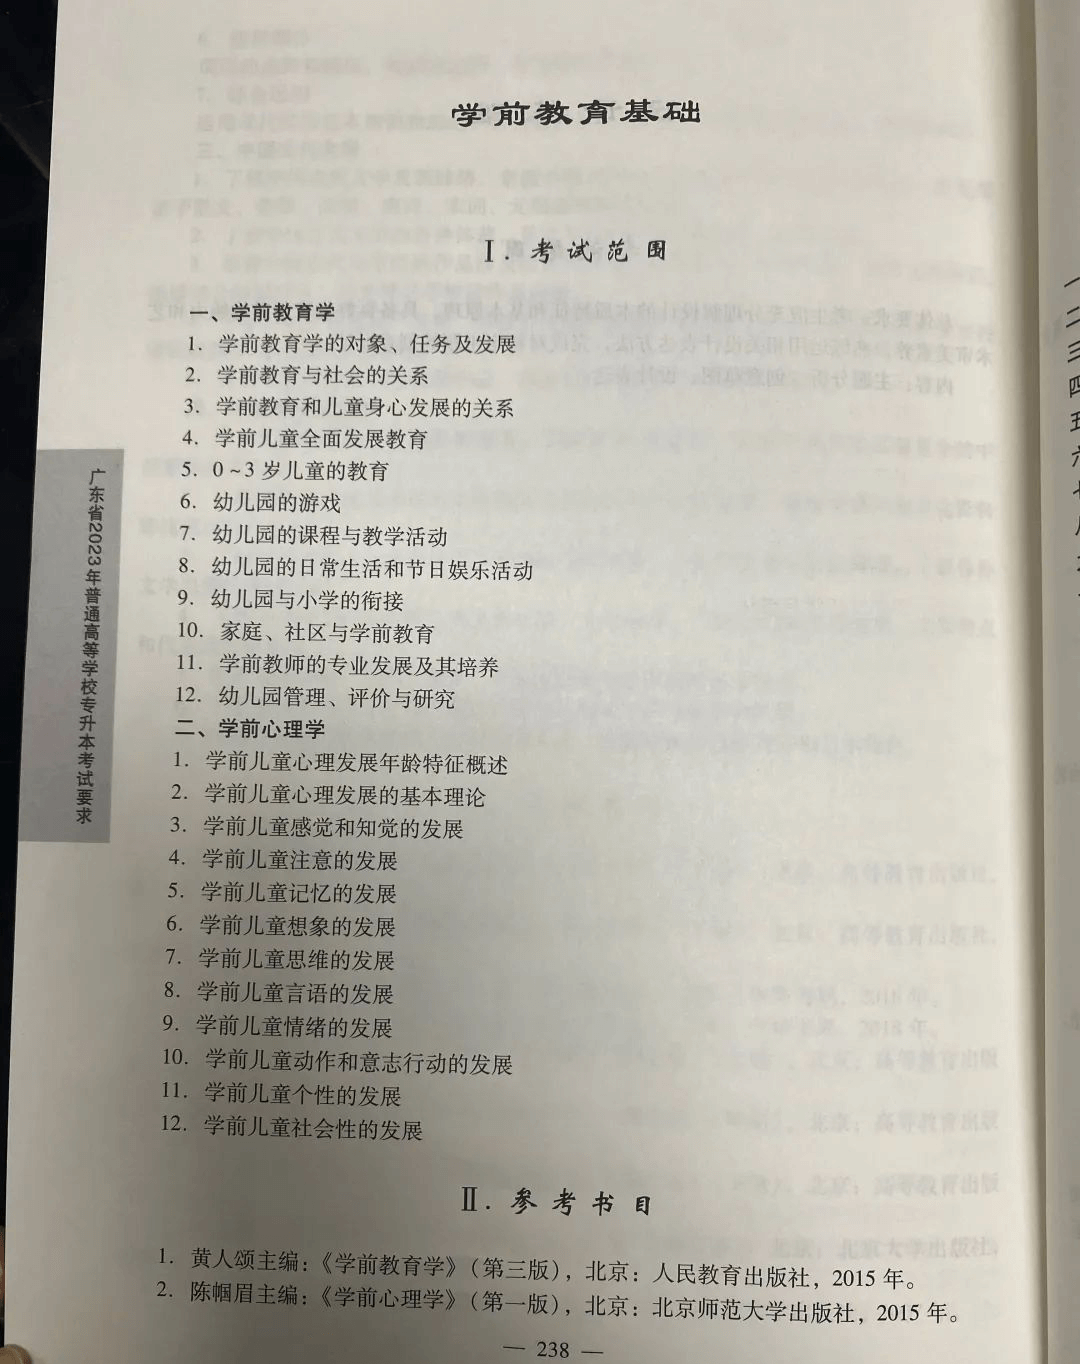 学前教育基础
Ⅰ. 考试范围
一、学前教育学
1. 学前教育学的对象、任务及发展
2. 学前教育与社会的关系
3. 学前教育和儿童身心发展的关系
4. 学前儿童全面发展教育
5. 0~3岁儿童的教育
6. 幼儿园的游戏
7. 幼儿园的课程与教学活动
8. 幼儿园的日常生活和节日娱乐活动
9. 幼儿园与小学的衔接
10. 家庭、社区与学前教育
11. 学前教师的专业发展及其培养
12. 幼儿园管理、评价与研究
二、学前心理学
1. 学前儿童心理发展年龄特征概述
2. 学前儿童心理发展的基本理论
3. 学前儿童感觉和知觉的发展
4. 学前儿童注意的发展
5. 学前儿童记忆的发展
6. 学前儿童想象的发展
7. 学前儿童思维的发展
8. 学前儿童言语的发展
9. 学前儿童情绪的发展
10. 学前儿童动作和意志行动的发展
11. 学前儿童个性的发展
12. 学前儿童社会性的发展
Ⅱ. 参考书目
1. 黄人颂主编：《学前教育学》（第三版），北京：人民教育出版社，2015年。
2. 陈帼眉主编：《学前心理学》（第一版），北京：北京师范大学出版社，2015年。
— 238 —
广东省2023年普通高等学校专升本考试要求
一
二
三
四
五
六
七